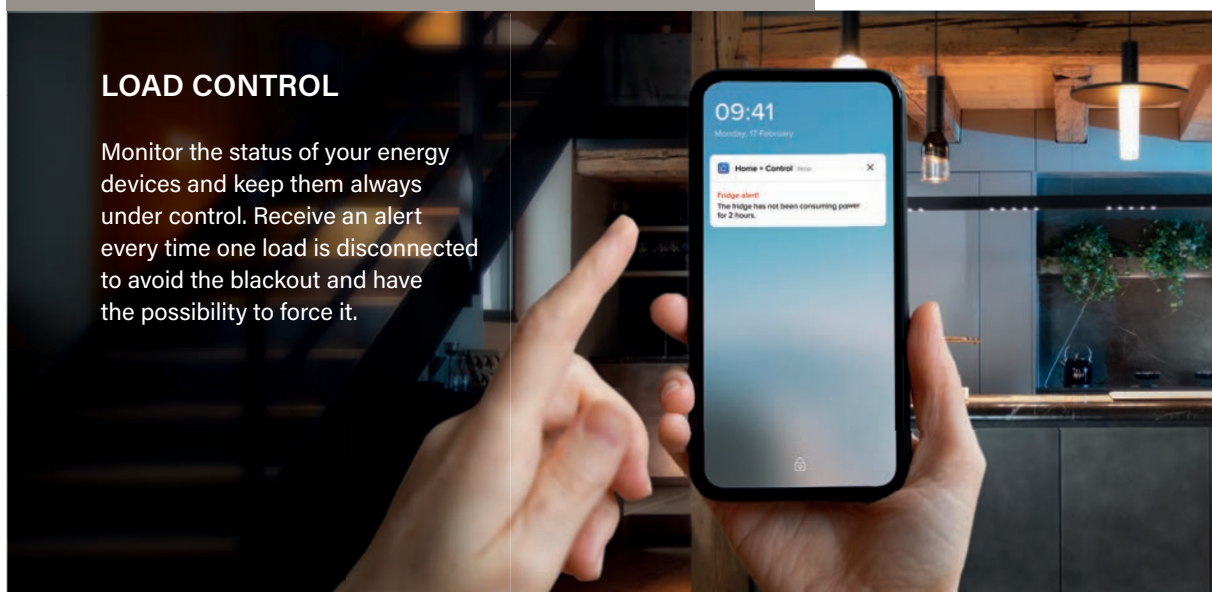 LOAD CONTROL
Monitor the status of your energy
devices and keep them always
under control. Receive an alert
every time one load is disconnected
to avoid the blackout and have
the possibility to force it.
09:41
Monday, 17 February
Home + Control Now
Fridge alert!
The fridge has not been consuming power
for 2 hours.